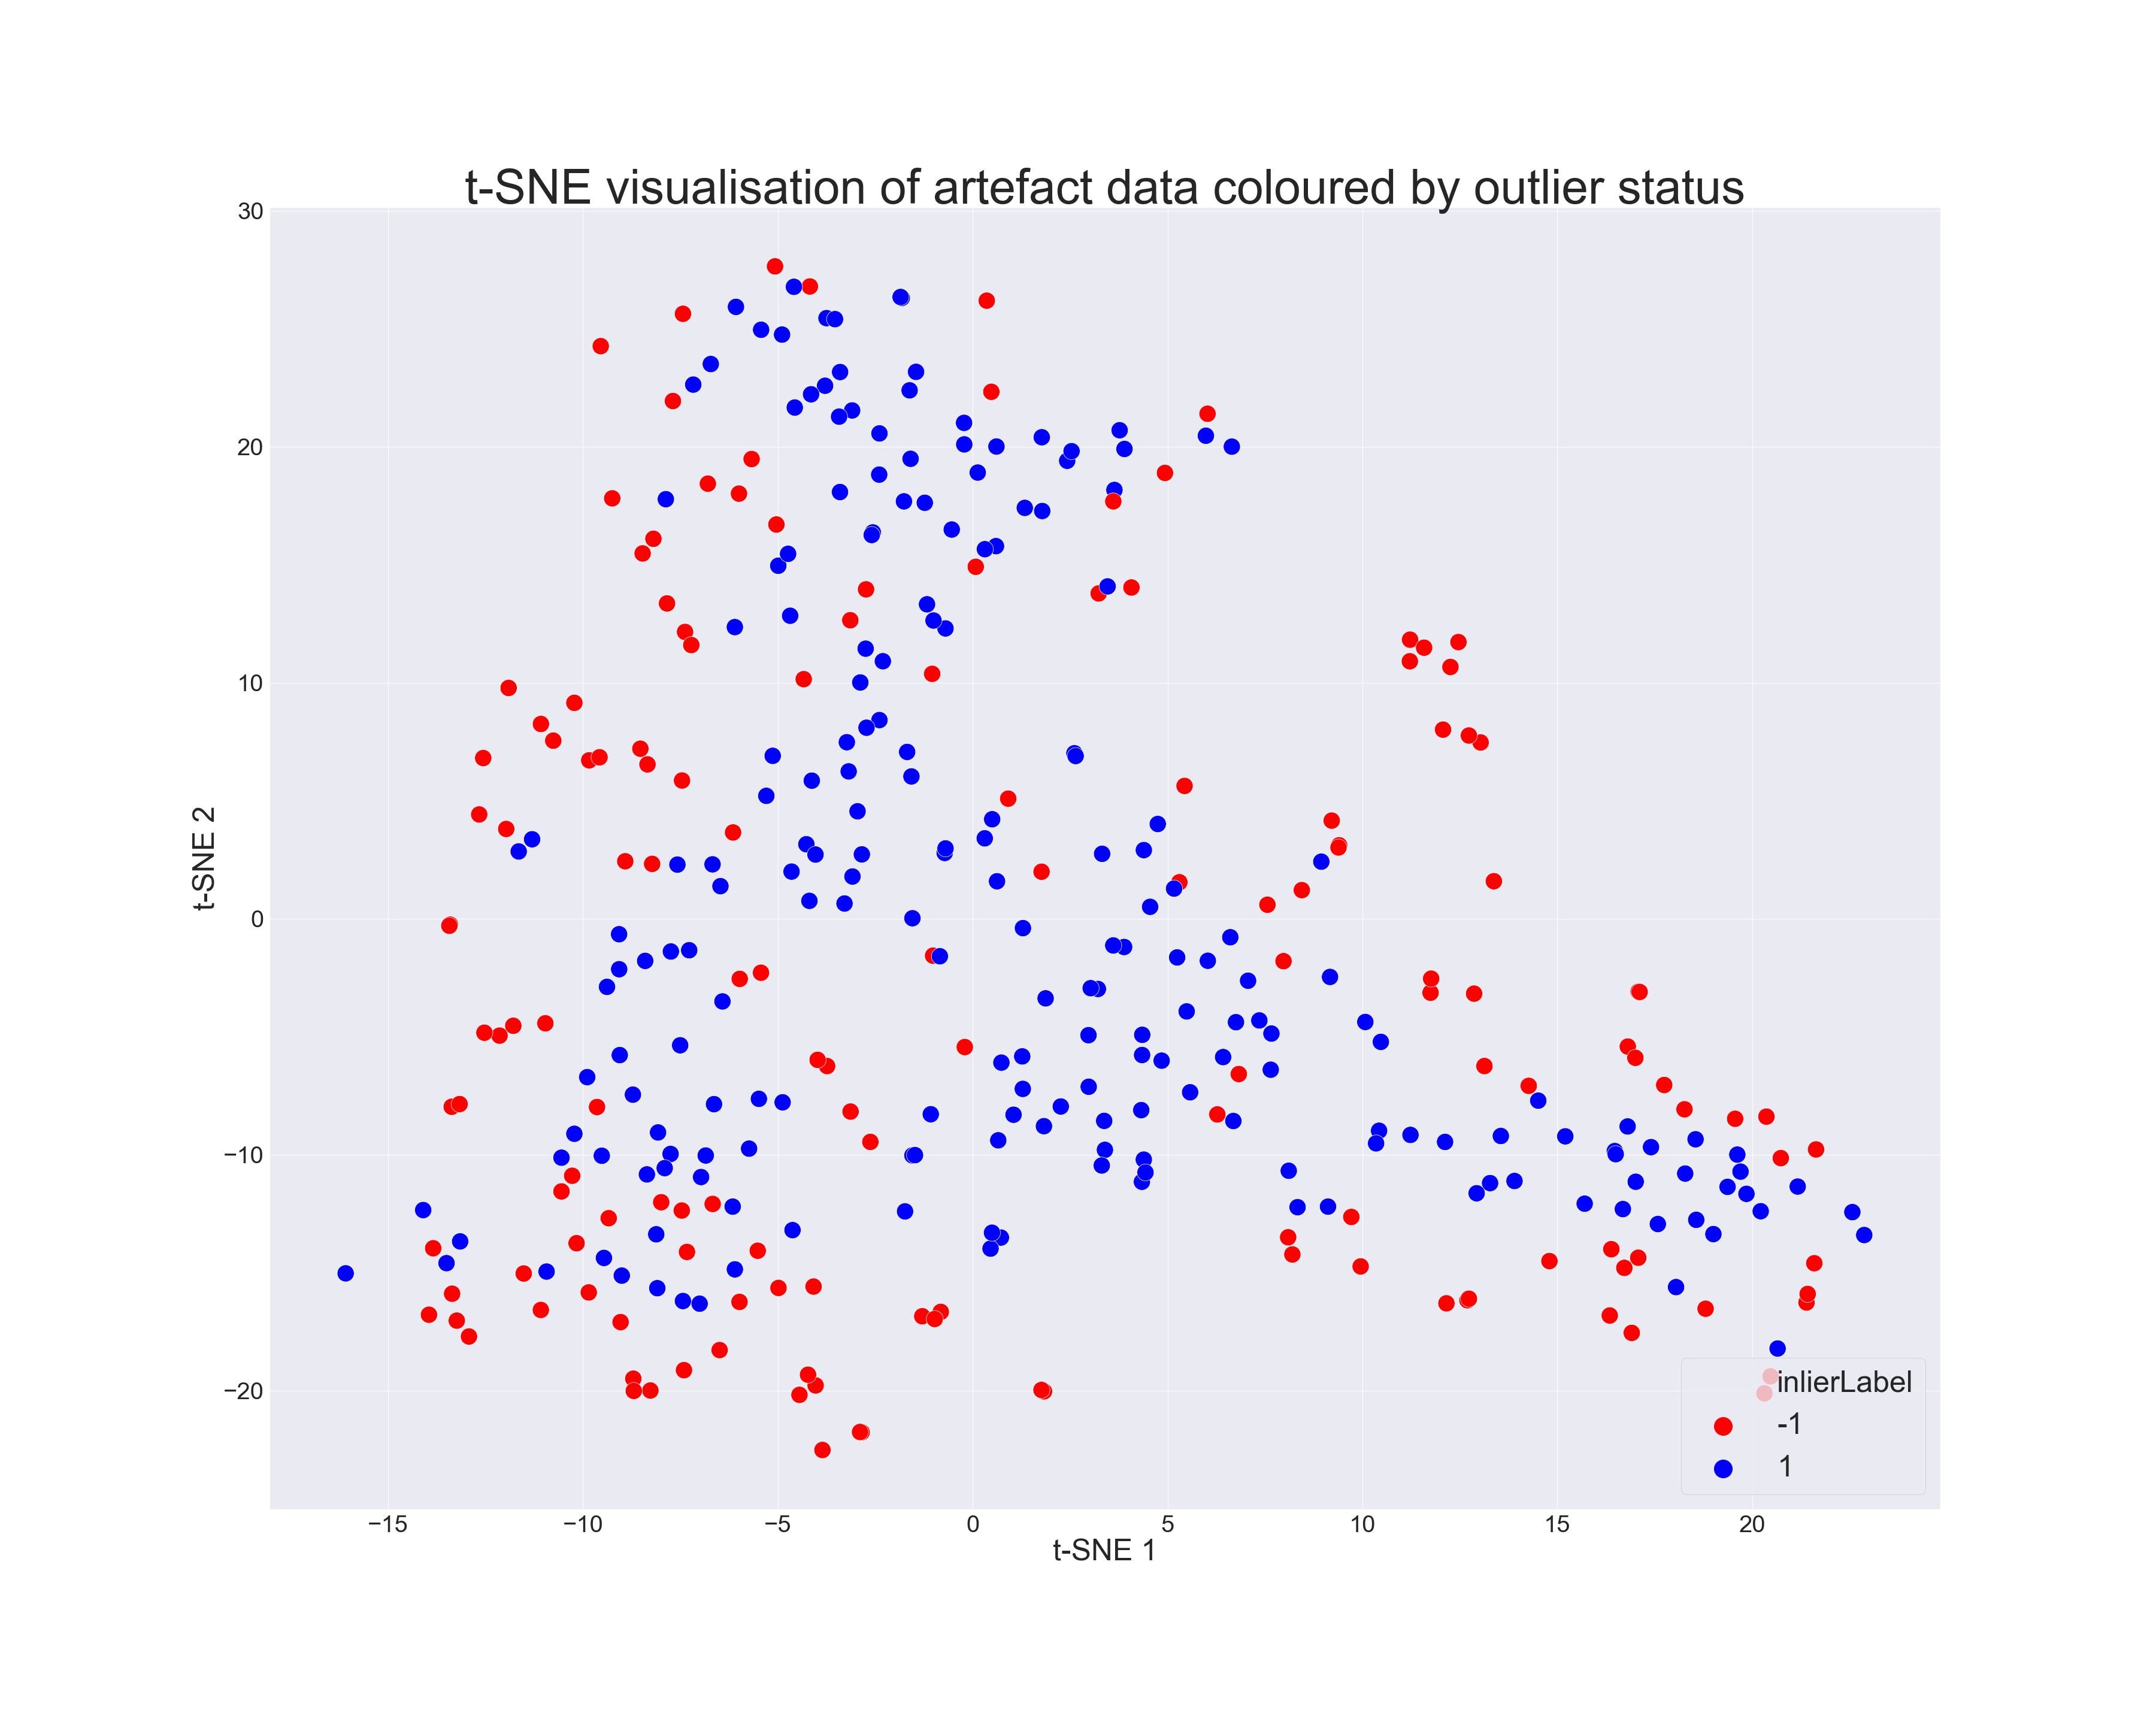 t-SNE visualisation of artefact data coloured by outlier status
30
20
10
0
−10
−20
t-SNE 2
inlierLabel
-1
1
−15 −10 −5 0 5 10 15 20
t-SNE 1